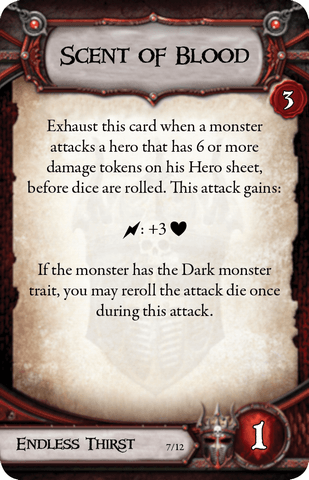 Scent of Blood
3
Exhaust this card when a monster
attacks a hero that has 6 or more
damage tokens on his Hero sheet,
before dice are rolled. This attack gains:
: +3
If the monster has the Dark monster
trait, you may reroll the attack die once
during this attack.
Endless Thirst 7/12
1